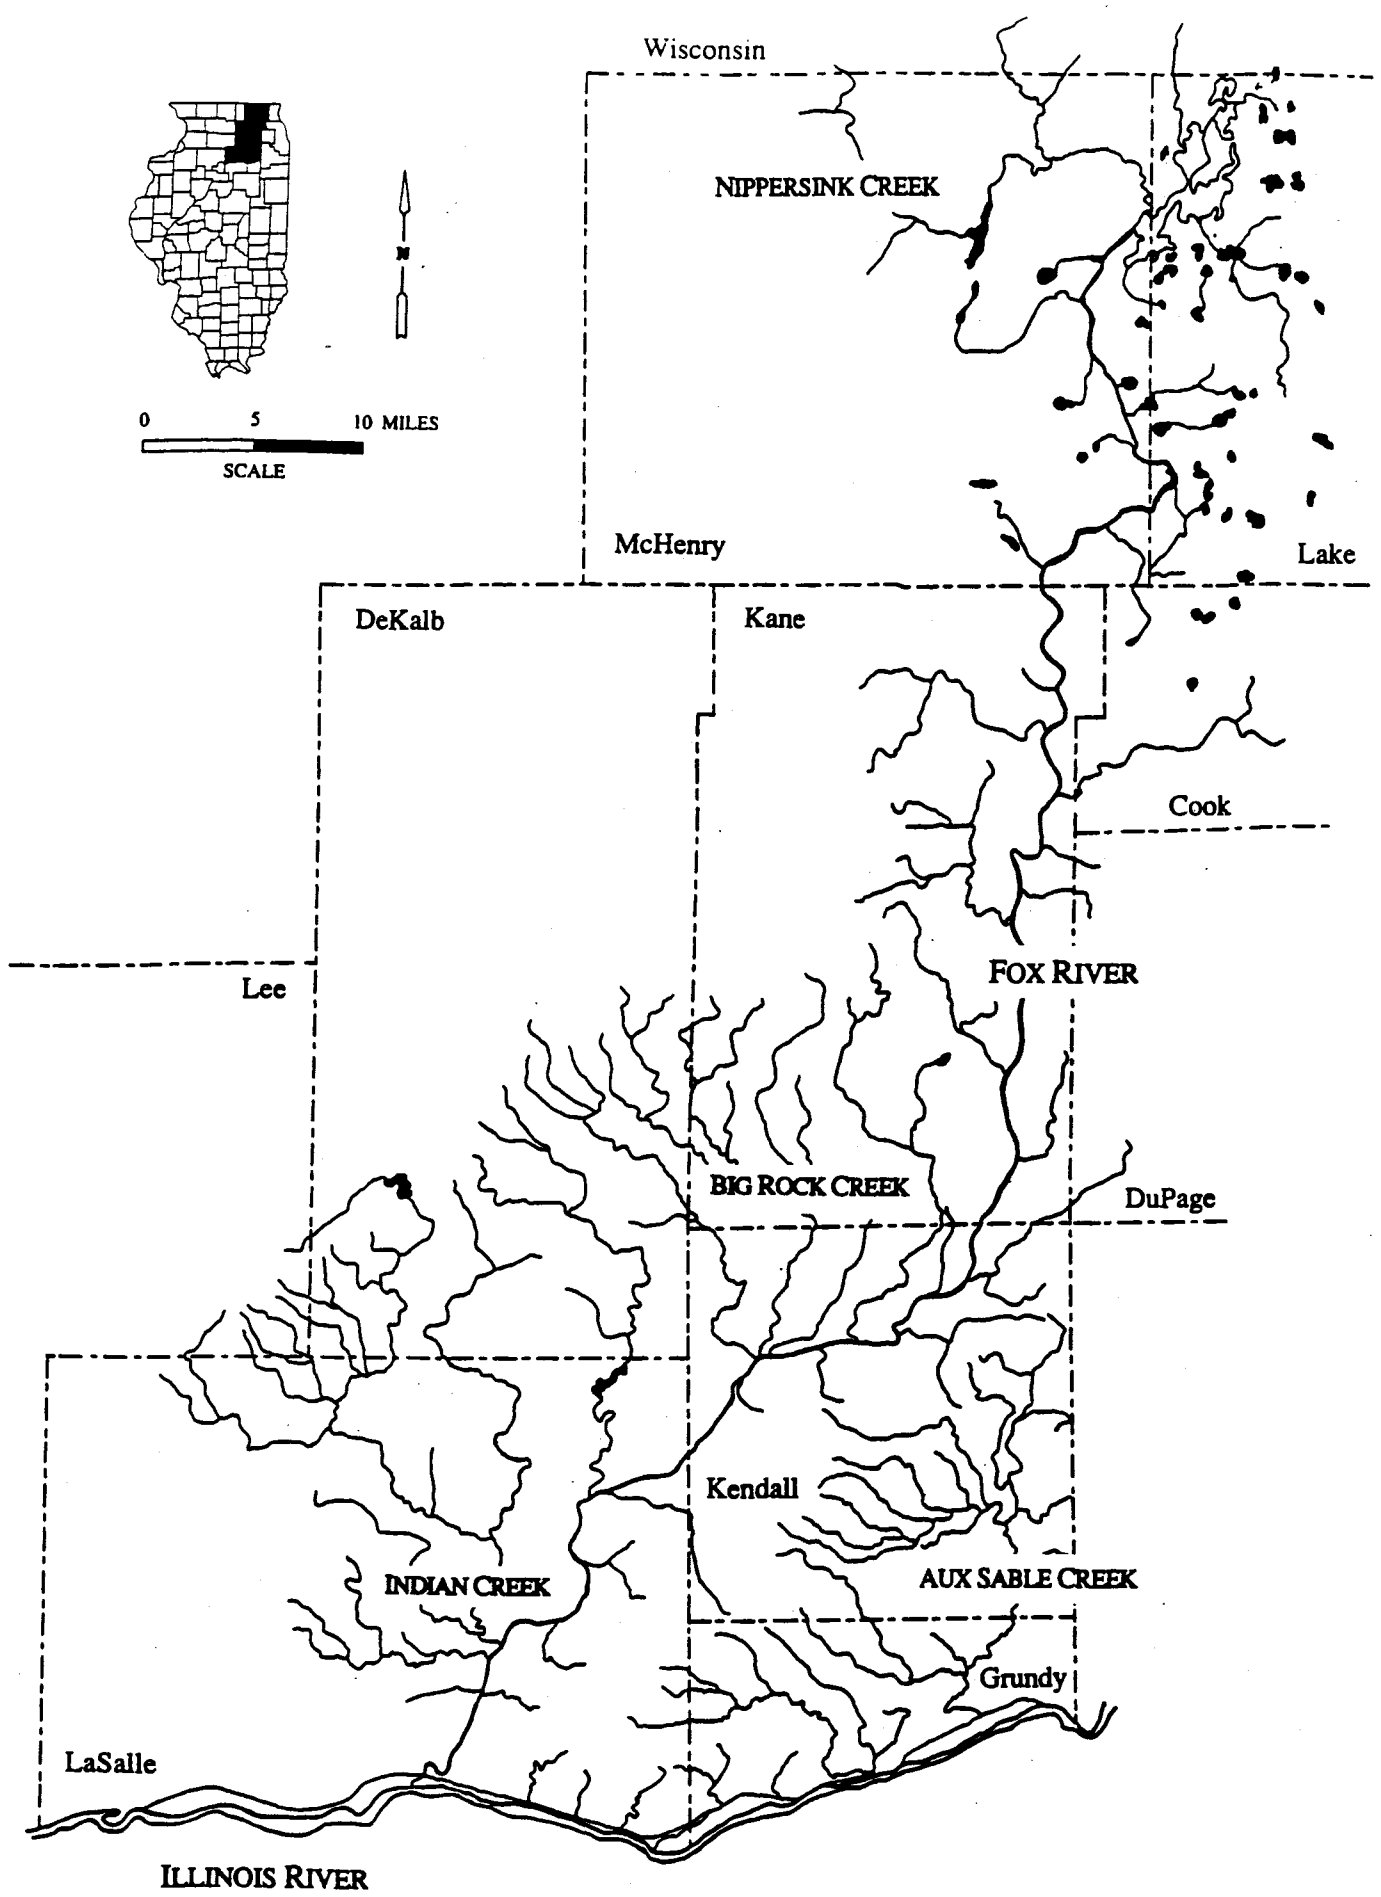 Wisconsin
NIPPERSINK CREEK
N
0 5 10 MILES
SCALE
McHenry
Lake
DeKalb
Kane
Cook
Lee
FOX RIVER
BIG ROCK CREEK
DuPage
Kendall
INDIAN CREEK
AUX SABLE CREEK
Grundy
LaSalle
ILLINOIS RIVER